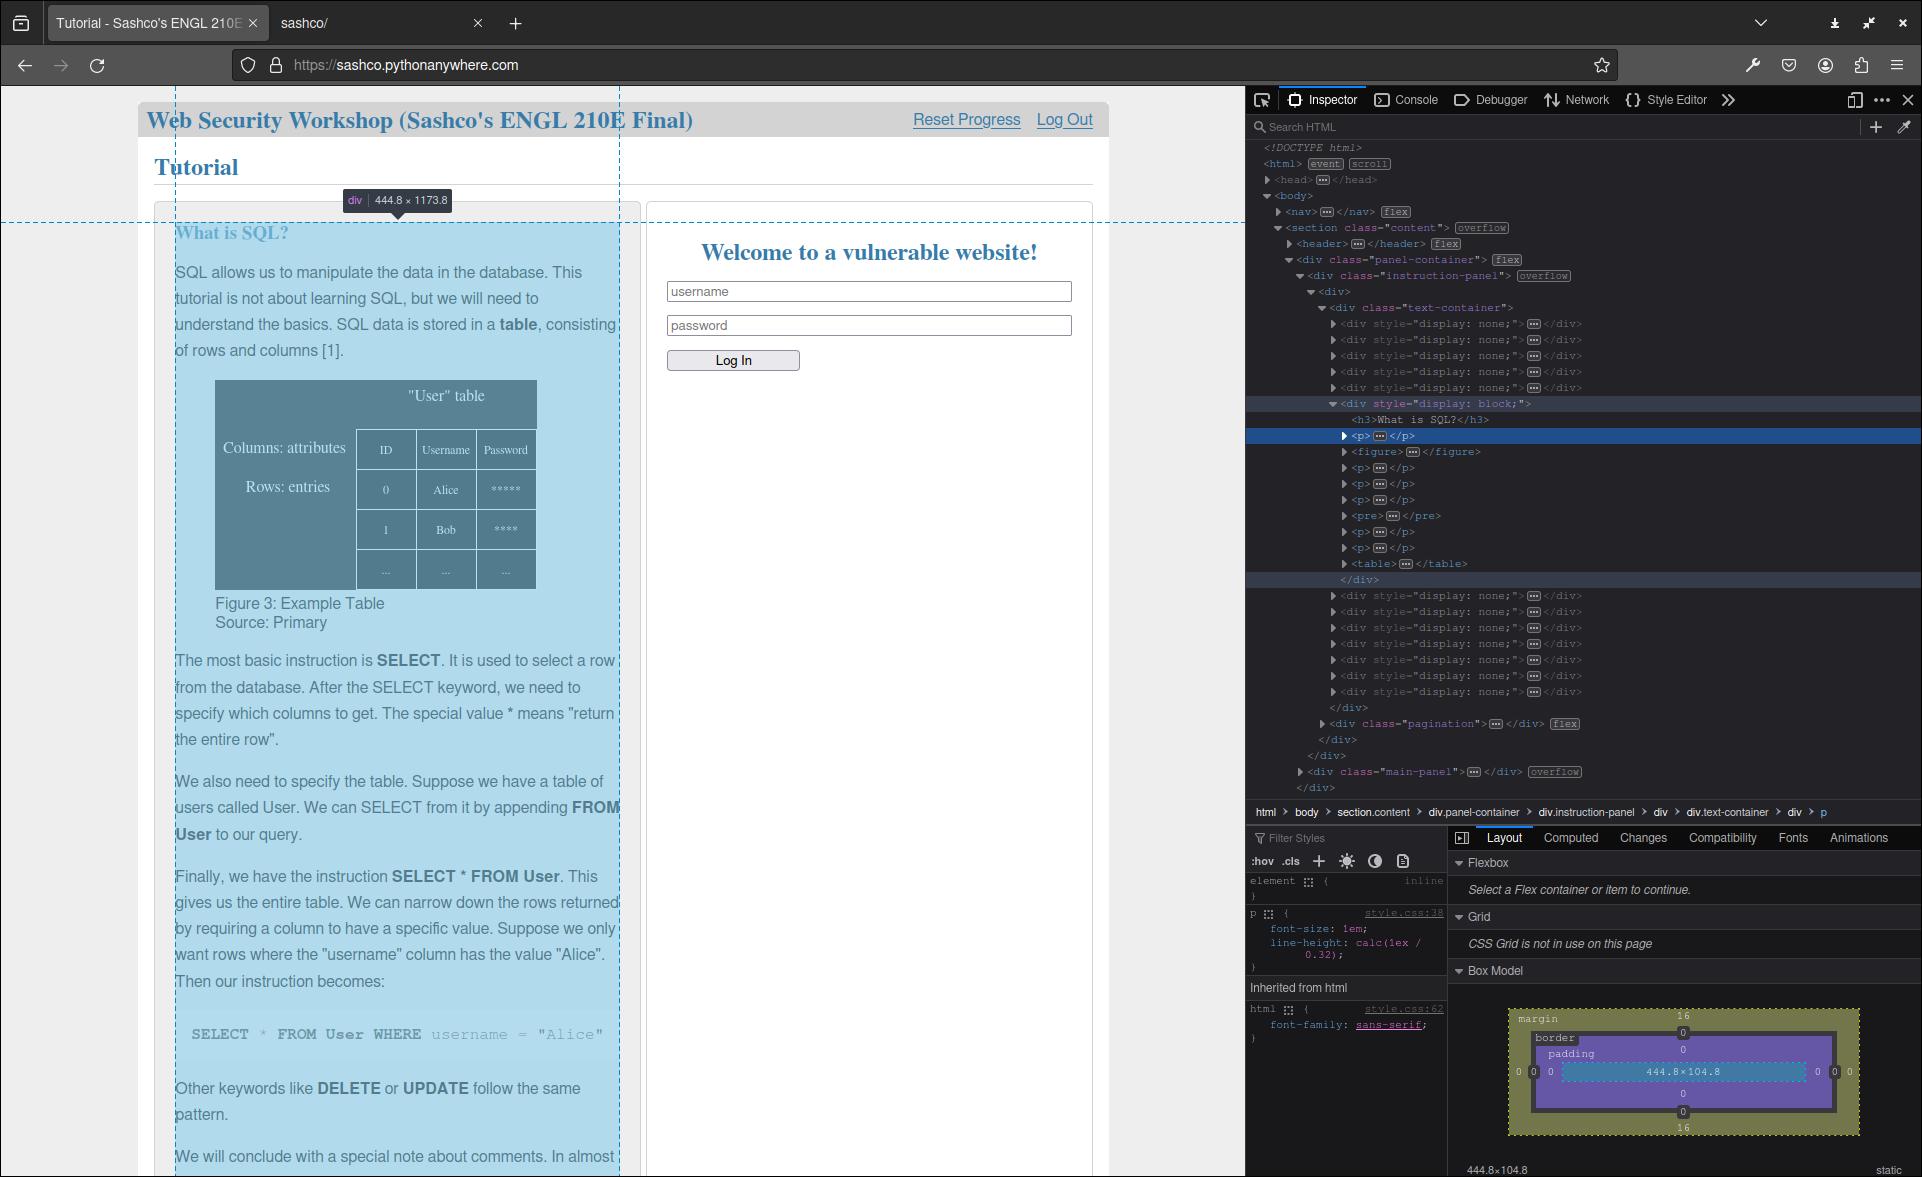 Tutorial - Sashco's ENGL 210E
sashco/
https://sashco.pythonanywhere.com
Web Security Workshop (Sashco's ENGL 210E Final)
Reset Progress
Log Out
Tutorial
div 444.8 × 1173.8
What is SQL?
SQL allows us to manipulate the data in the database. This
tutorial is not about learning SQL, but we will need to
understand the basics. SQL data is stored in a table, consisting
of rows and columns [1].
"User" table
Columns: attributes
Rows: entries
ID Username Password
0 Alice *****
1 Bob ****
... ... ...
Figure 3: Example Table
Source: Primary
The most basic instruction is SELECT. It is used to select a row
from the database. After the SELECT keyword, we need to
specify which columns to get. The special value * means "return
the entire row".
We also need to specify the table. Suppose we have a table of
users called User. We can SELECT from it by appending FROM
User to our query.
Finally, we have the instruction SELECT * FROM User. This
gives us the entire table. We can narrow down the rows returned
by requiring a column to have a specific value. Suppose we only
want rows where the "username" column has the value "Alice".
Then our instruction becomes:
SELECT * FROM User WHERE username = "Alice"
Other keywords like DELETE or UPDATE follow the same
pattern.
We will conclude with a special note about comments. In almost
Welcome to a vulnerable website!
username
password
Log In
Inspector Console Debugger Network Style Editor
Search HTML
<!DOCTYPE html>
<html> event scroll
<head> ••• </head>
<body>
<nav> ••• </nav> flex
<section class="content"> overflow
<header> ••• </header> flex
<div class="panel-container"> flex
<div class="instruction-panel"> overflow
<div>
<div class="text-container">
<div style="display: none;"> ••• </div>
<div style="display: none;"> ••• </div>
<div style="display: none;"> ••• </div>
<div style="display: none;"> ••• </div>
<div style="display: none;"> ••• </div>
<div style="display: block;">
<h3>What is SQL?</h3>
<p> ••• </p>
<figure> ••• </figure>
<p> ••• </p>
<p> ••• </p>
<p> ••• </p>
<pre> ••• </pre>
<p> ••• </p>
<p> ••• </p>
<table> ••• </table>
</div>
<div style="display: none;"> ••• </div>
<div style="display: none;"> ••• </div>
<div style="display: none;"> ••• </div>
<div style="display: none;"> ••• </div>
<div style="display: none;"> ••• </div>
<div style="display: none;"> ••• </div>
<div style="display: none;"> ••• </div>
</div>
<div class="pagination"> ••• </div> flex
</div>
</div>
<div class="main-panel"> ••• </div> overflow
</div>
html > body > section.content > div.panel-container > div.instruction-panel > div > div.text-container > div > p
Filter Styles
:hov .cls
element { inline
}
p { style.css:38
font-size: 1em;
line-height: calc(1ex /
0.32);
}
Inherited from html
html { style.css:62
font-family: sans-serif;
}
Layout Computed Changes Compatibility Fonts Animations
Flexbox
Select a Flex container or item to continue.
Grid
CSS Grid is not in use on this page
Box Model
margin 16
border 0
padding 0
0 0 0 444.8×104.8 0 0 0
0
0
16
444.8×104.8 static